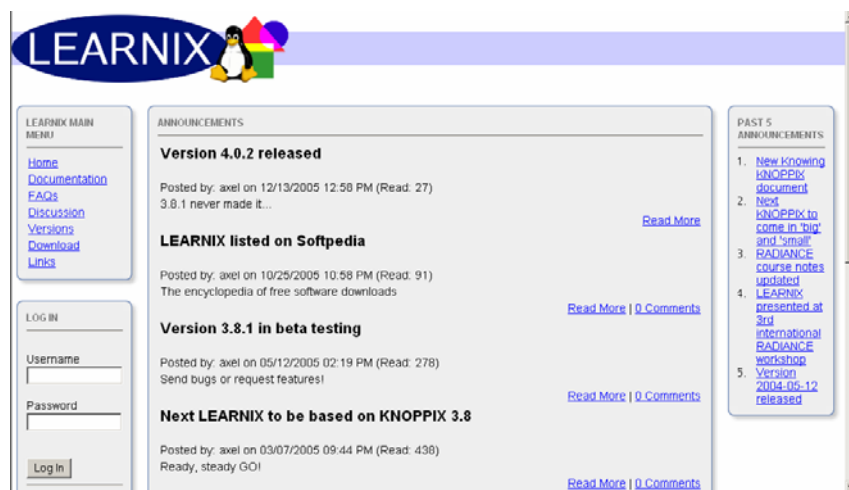 LEARNIX
LEARNIX MAIN
MENU
Home
Documentation
FAQs
Discussion
Versions
Download
Links
LOG IN
Username
Password
Log In
ANNOUNCEMENTS
Version 4.0.2 released
Posted by: axel on 12/13/2005 12:58 PM (Read: 27)
3.8.1 never made it...
Read More
LEARNIX listed on Softpedia
Posted by: axel on 10/25/2005 10:58 PM (Read: 91)
The encyclopedia of free software downloads
Read More | 0 Comments
Version 3.8.1 in beta testing
Posted by: axel on 05/12/2005 02:19 PM (Read: 278)
Send bugs or request features!
Read More | 0 Comments
Next LEARNIX to be based on KNOPPIX 3.8
Posted by: axel on 03/07/2005 09:44 PM (Read: 438)
Ready, steady GO!
Read More | 0 Comments
PAST 5
ANNOUNCEMENTS
1. New Knowing
KNOPPIX
document
2. Next
KNOPPIX to
come in 'big'
and 'small'
3. RADIANCE
course notes
updated
4. LEARNIX
presented at
3rd
international
RADIANCE
workshop
5. Version
2004-05-12
released